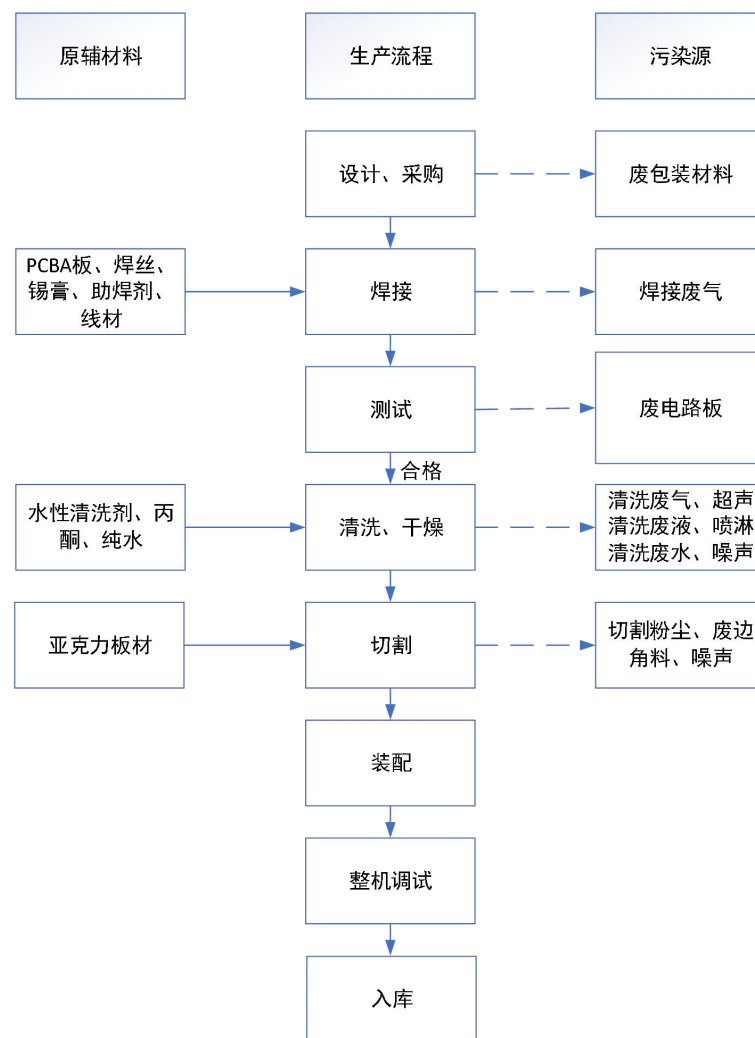 原辅材料
生产流程
污染源
设计、采购
废包装材料
PCBA板、焊丝、
锡膏、助焊剂、
线材
焊接
焊接废气
测试
废电路板
合格
水性清洗剂、丙
酮、纯水
清洗、干燥
清洗废气、超声
清洗废液、喷淋
清洗废水、噪声
亚克力板材
切割
切割粉尘、废边
角料、噪声
装配
整机调试
入库